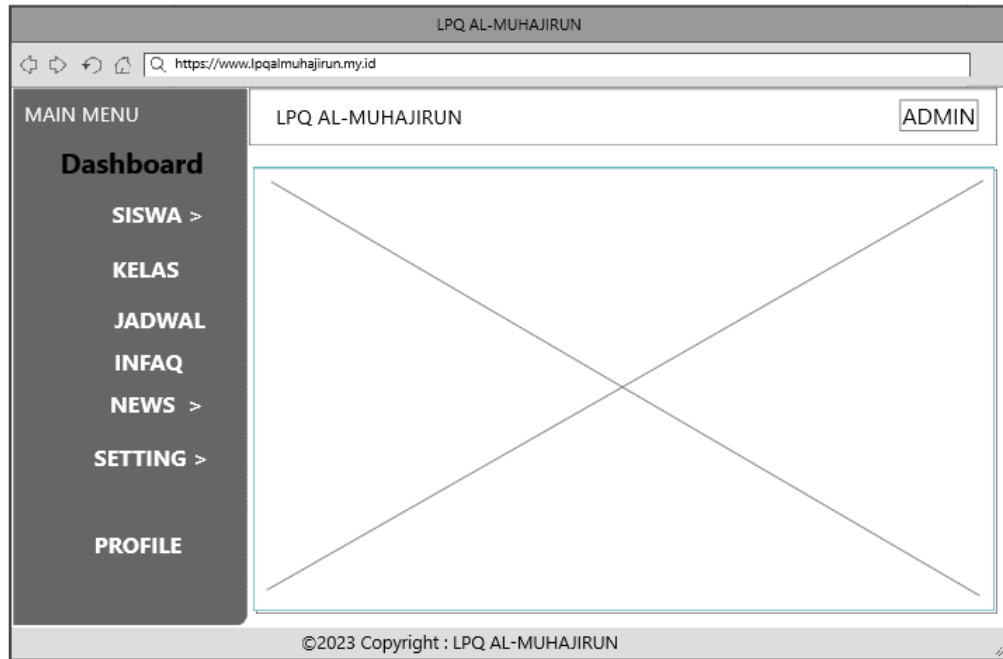 LPQ AL-MUHAJIRUN
https://www.lpqalmuhajirun.my.id
MAIN MENU
LPQ AL-MUHAJIRUN
ADMIN
Dashboard
SISWA >
KELAS
JADWAL
INFAQ
NEWS >
SETTING >
PROFILE
©2023 Copyright : LPQ AL-MUHAJIRUN